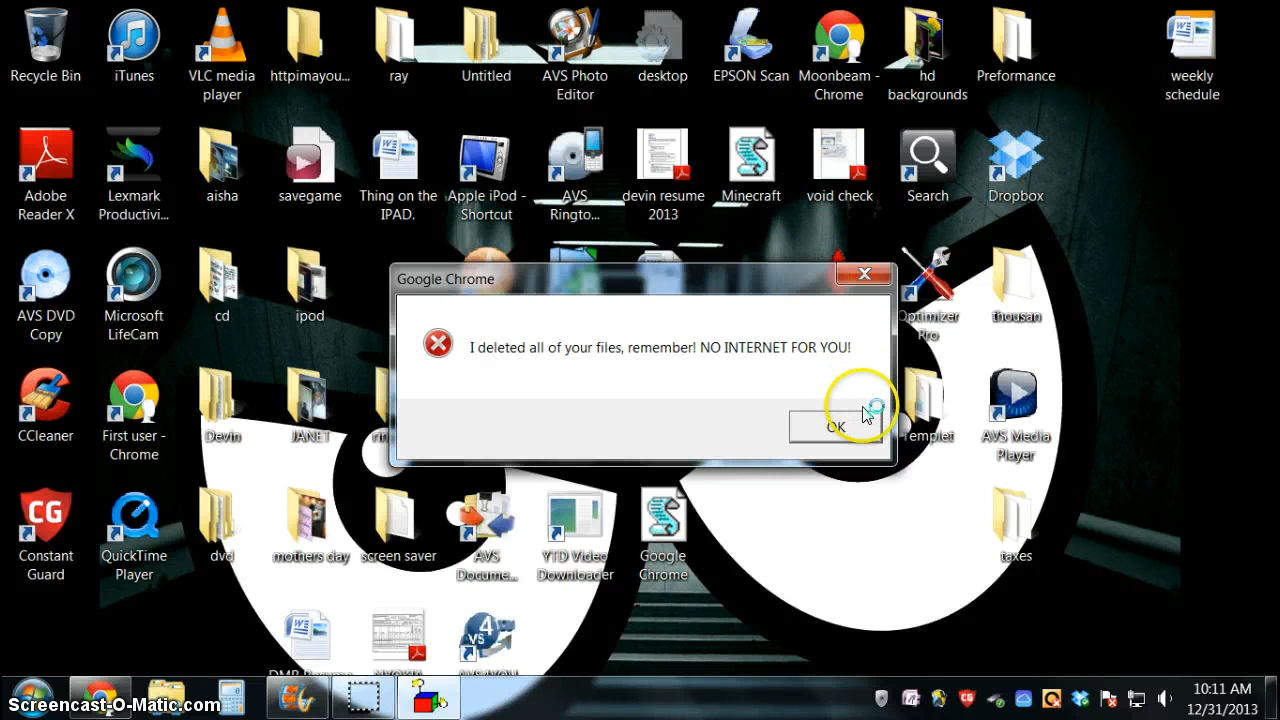 Recycle Bin
iTunes
VLC media
player
httpimayou...
ray
Untitled
AVS Photo
Editor
desktop
EPSON Scan
Moonbeam -
Chrome
hd
backgrounds
Preformance
weekly
schedule
Adobe
Reader X
Lexmark
Productivi...
aisha
savegame
Thing on the
IPAD.
Apple iPod -
Shortcut
AVS
Ringto...
devin resume
2013
Minecraft
void check
Search
Dropbox
AVS DVD
Copy
Microsoft
LifeCam
cd
ipod
Google Chrome
I deleted all of your files, remember! NO INTERNET FOR YOU!
OK
Optimizer
Pro
thousan
CCleaner
First user -
Chrome
Devin
JANET
Templet
AVS Media
Player
CG
Constant
Guard
QuickTime
Player
dvd
mothers day
screen saver
AVS
Docume...
YTD Video
Downloader
Google
Chrome
taxes
AVS4YOU
10:11 AM
12/31/2013
Screencast-O-Matic.com